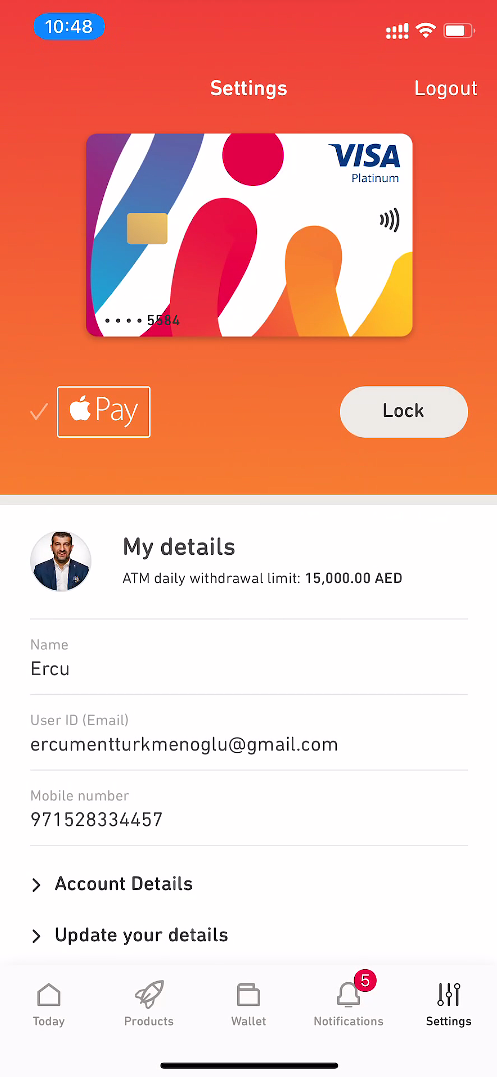 10:48
Settings
Logout
VISA
Platinum
•••• 5584
Pay
Lock
My details
ATM daily withdrawal limit: 15,000.00 AED
Name
Ercu
User ID (Email)
ercumentturkmenoglu@gmail.com
Mobile number
971528334457
Account Details
Update your details
5
Today
Products
Wallet
Notifications
Settings